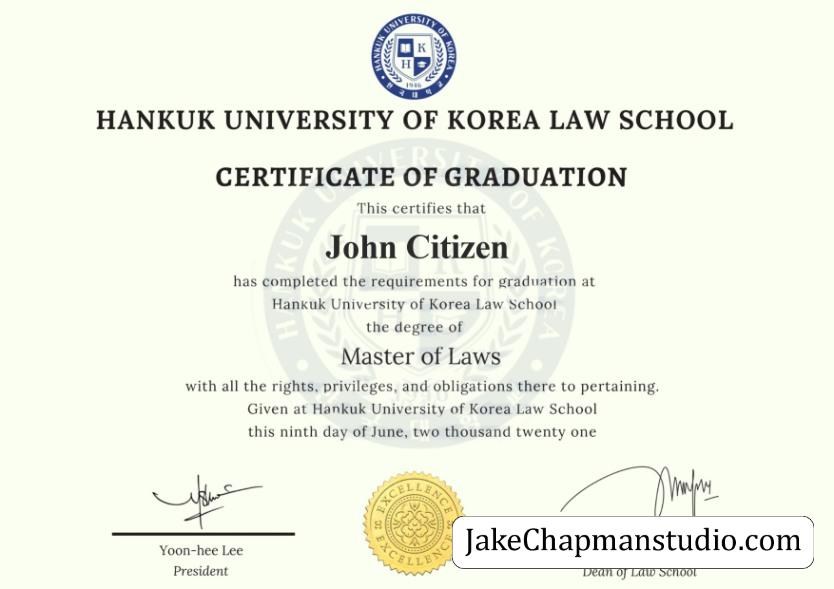 HANKUK UNIVERSITY OF KOREA
K
H
1946
HANKUK UNIVERSITY OF KOREA LAW SCHOOL
CERTIFICATE OF GRADUATION
This certifies that
John Citizen
has completed the requirements for graduation at
Hankuk University of Korea Law School
the degree of
Master of Laws
with all the rights, privileges, and obligations there to pertaining.
Given at Hankuk University of Korea Law School
this ninth day of June, two thousand twenty one
EXCELLENCE
EXCELLENCE
JakeChapmanstudio.com
Yoon-hee Lee
President
Dean of Law School